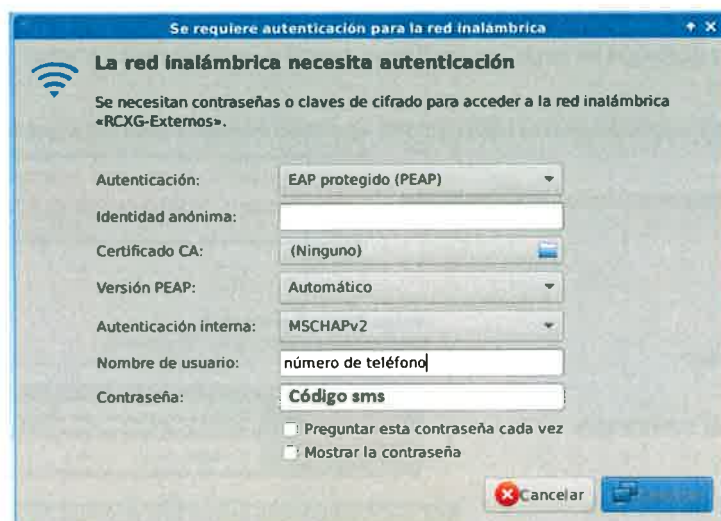 Se requiere autenticación para la red inalámbrica
La red inalámbrica necesita autenticación
Se necesitan contraseñas o claves de cifrado para acceder a la red inalámbrica
«RCXG-Externos».
Autenticación: EAP protegido (PEAP)
Identidad anónima:
Certificado CA: (Ninguno)
Versión PEAP: Automático
Autenticación interna: MSCHAPv2
Nombre de usuario: número de teléfono
Contraseña: Código sms
Preguntar esta contraseña cada vez
Mostrar la contraseña
Cancelar